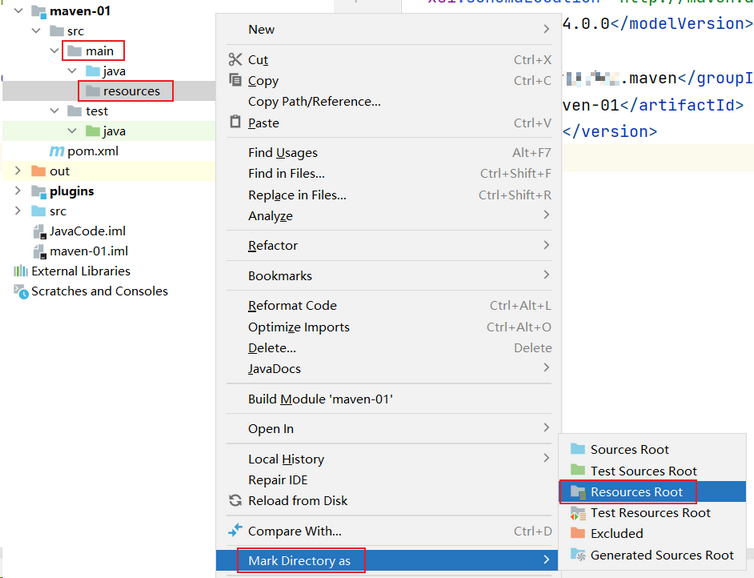 maven-01
src
main
java
resources
test
java
pom.xml
out
plugins
src
JavaCode.iml
maven-01.iml
External Libraries
Scratches and Consoles
4.0.0</modelVersion>
.maven</groupI
ven-01</artifactId>
</version>
New
Cut Ctrl+X
Copy Ctrl+C
Copy Path/Reference...
Paste Ctrl+V
Find Usages Alt+F7
Find in Files... Ctrl+Shift+F
Replace in Files... Ctrl+Shift+R
Analyze
Refactor
Bookmarks
Reformat Code Ctrl+Alt+L
Optimize Imports Ctrl+Alt+O
Delete... Delete
JavaDocs
Build Module 'maven-01'
Open In
Local History
Repair IDE
Reload from Disk
Compare With... Ctrl+D
Mark Directory as
Sources Root
Test Sources Root
Resources Root
Test Resources Root
Excluded
Generated Sources Root